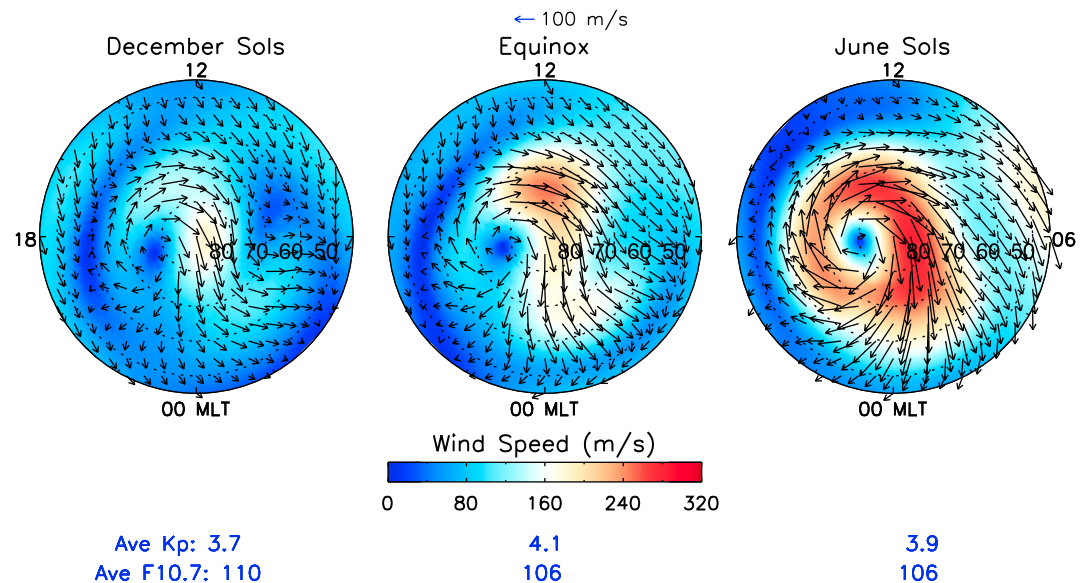 ← 100 m/s
December Sols Equinox June Sols
12 12 12
18 80 70 60 50 80 70 60 50 80 70 60 50 06
00 MLT 00 MLT 00 MLT
Wind Speed (m/s)
0 80 160 240 320
Ave Kp: 3.7 4.1 3.9
Ave F10.7: 110 106 106